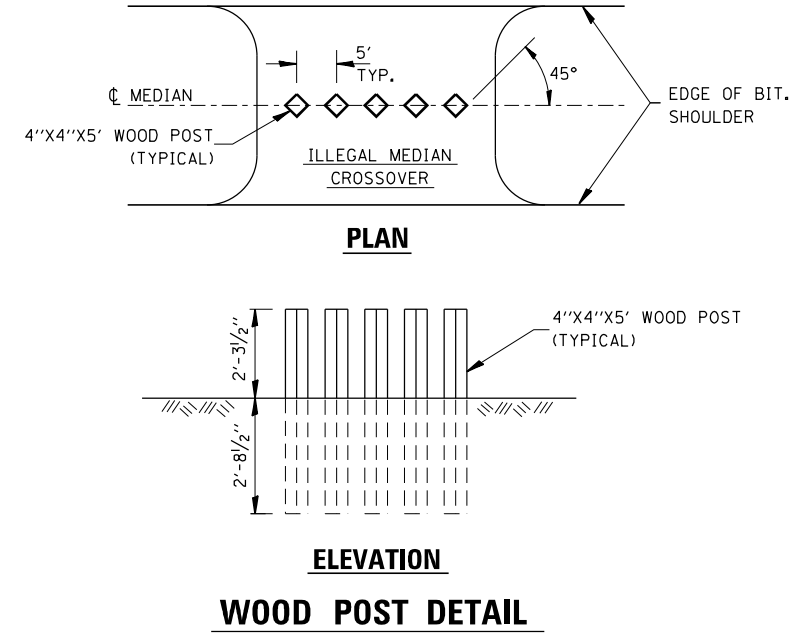 5'
TYP.
45°
℄ MEDIAN
EDGE OF BIT.
SHOULDER
4''X4''X5' WOOD POST
(TYPICAL)
ILLEGAL MEDIAN
CROSSOVER
PLAN
4''X4''X5' WOOD POST
(TYPICAL)
2'-3½''
2'-8½''
ELEVATION
WOOD POST DETAIL